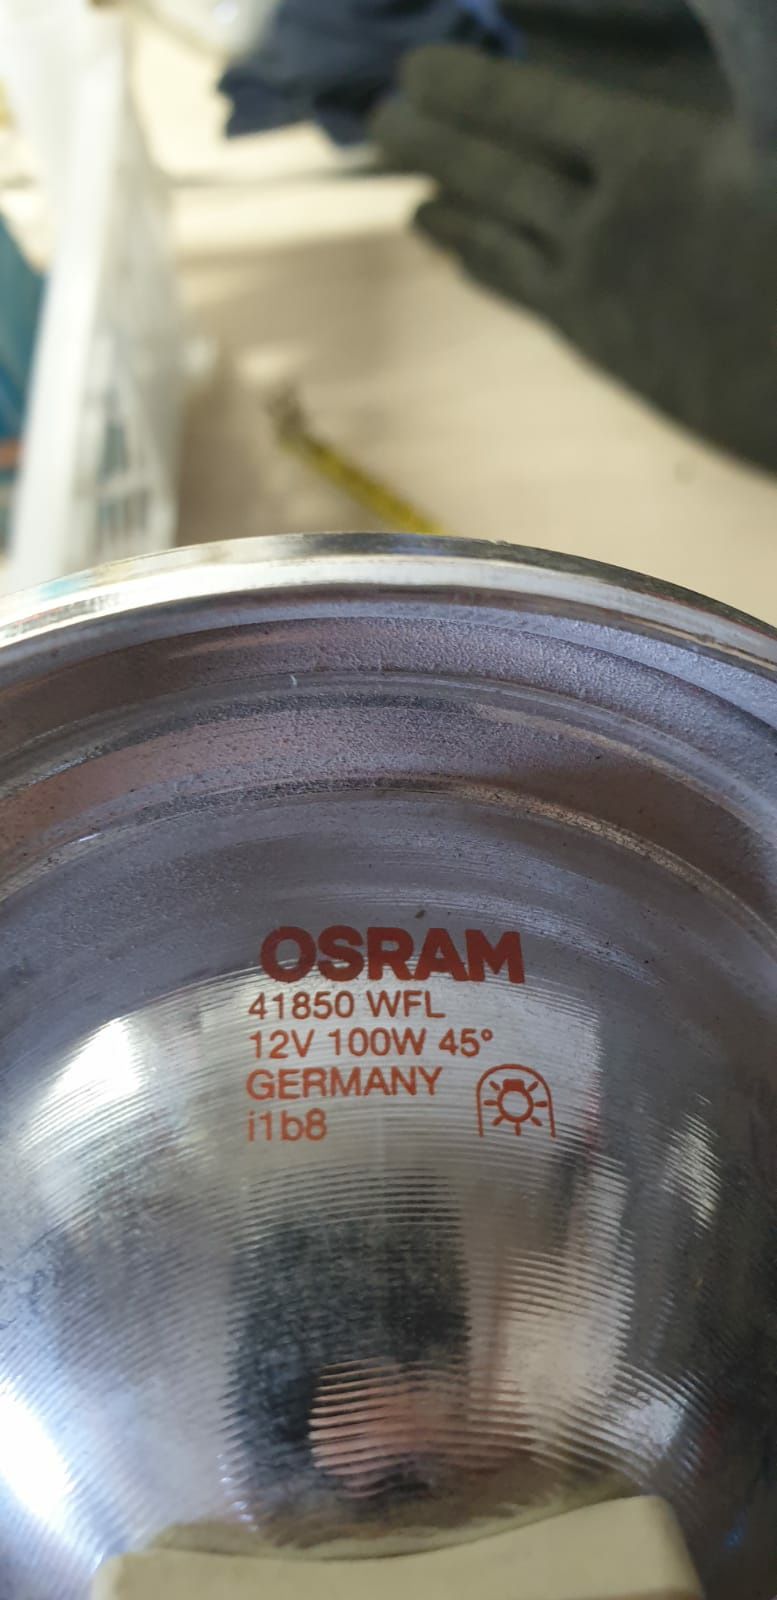 OSRAM
41850 WFL
12V 100W 45°
GERMANY
i1b8